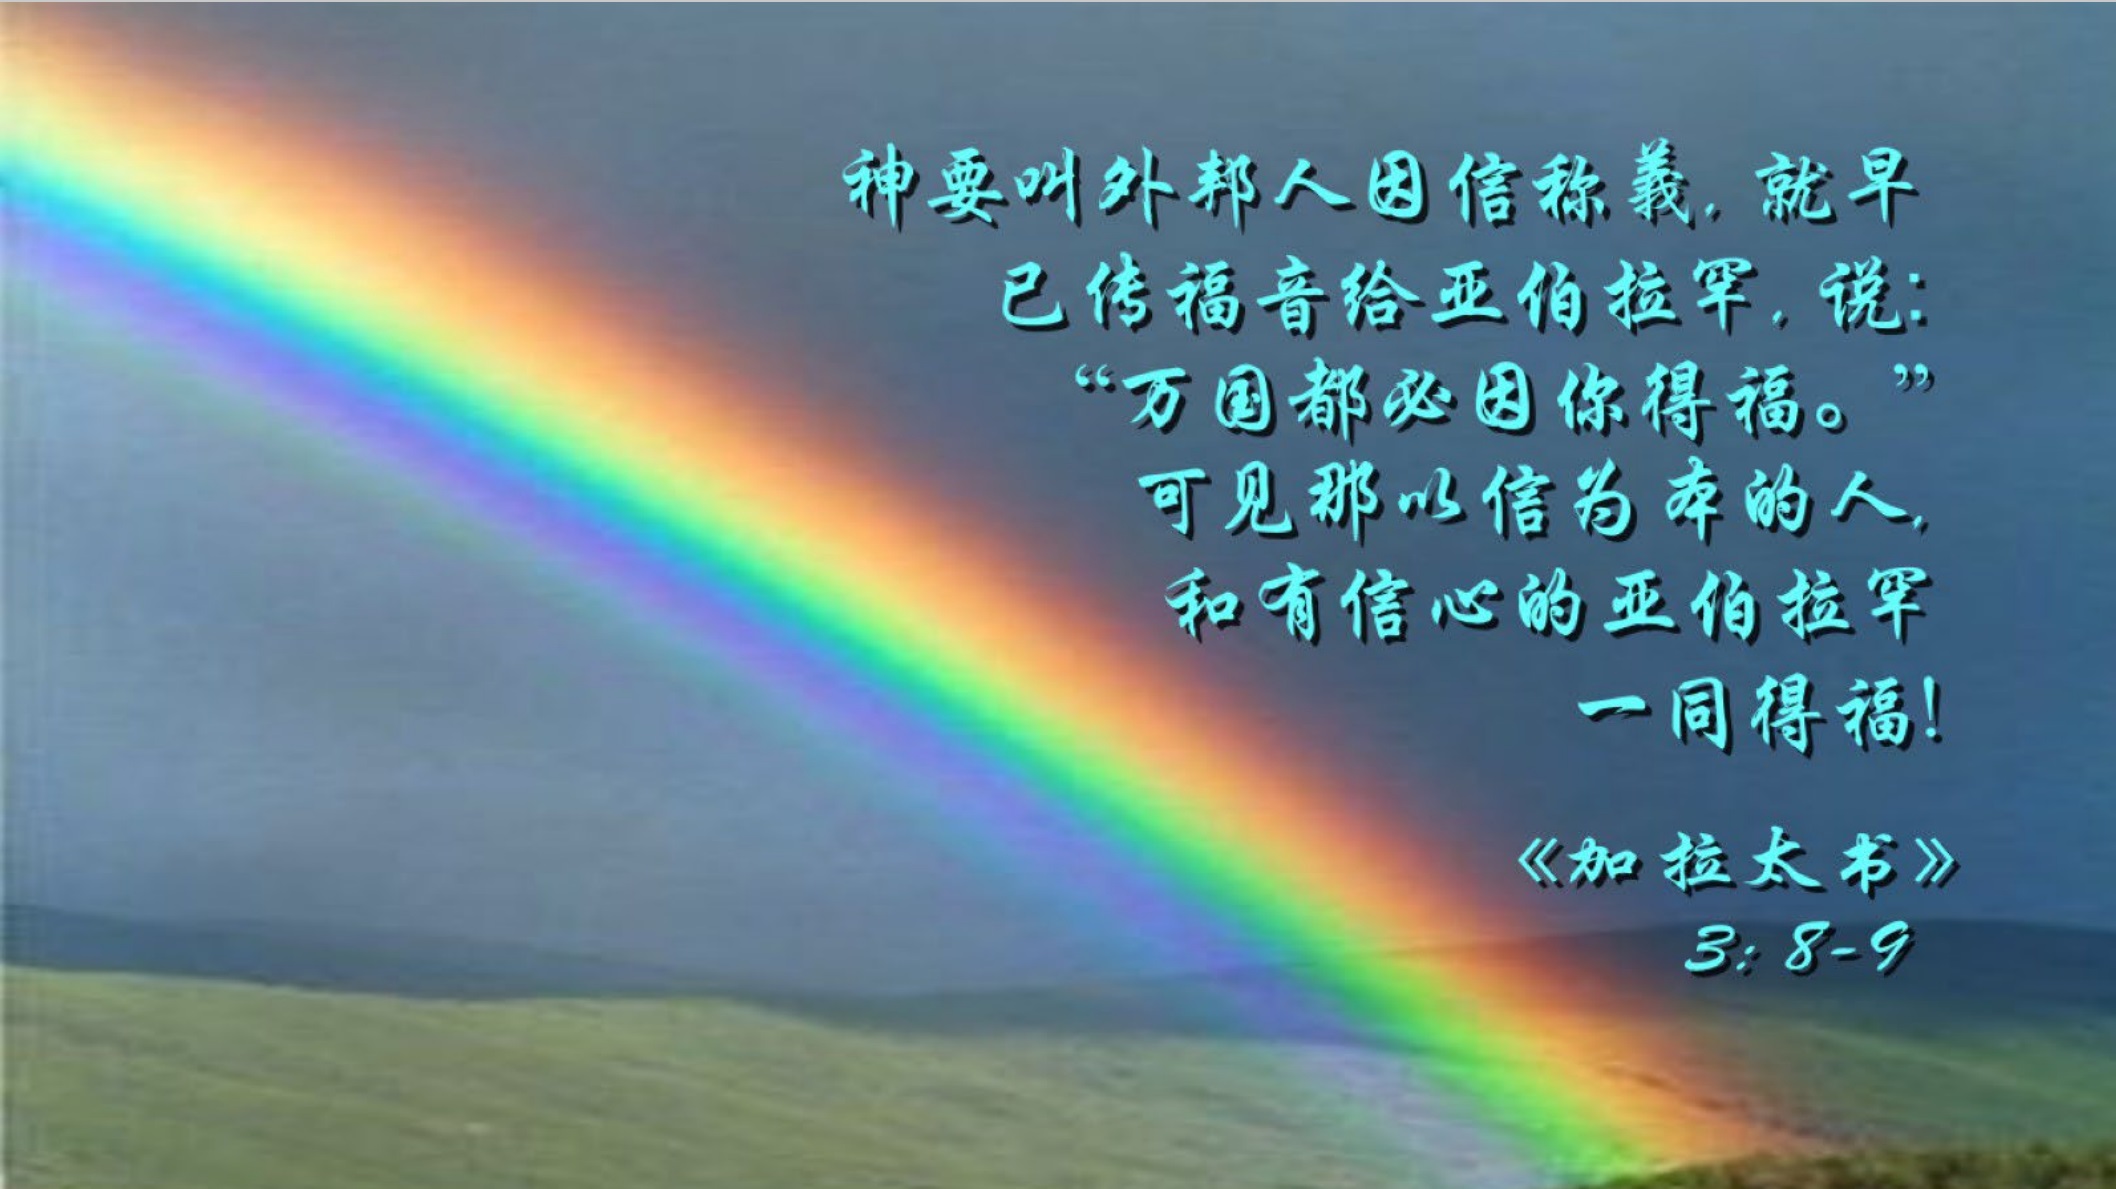 神要叫外邦人因信称義，就早
已传福音给亚伯拉罕，说：
“万国都必因你得福。”
可见那以信为本的人，
和有信心的亚伯拉罕
一同得福！
《加拉太书》
3：8-9